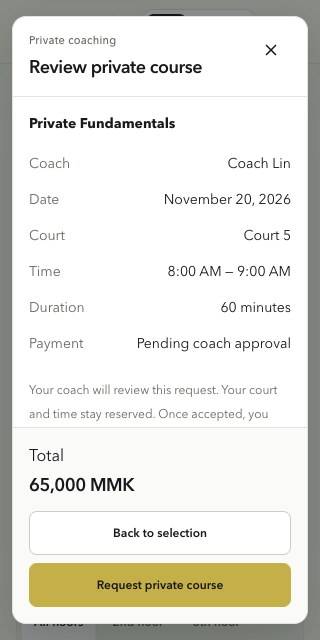 Private coaching
Review private course
Private Fundamentals
Coach Coach Lin
Date November 20, 2026
Court Court 5
Time 8:00 AM – 9:00 AM
Duration 60 minutes
Payment Pending coach approval
Your coach will review this request. Your court
and time stay reserved. Once accepted, you
Total
65,000 MMK
Back to selection
Request private course